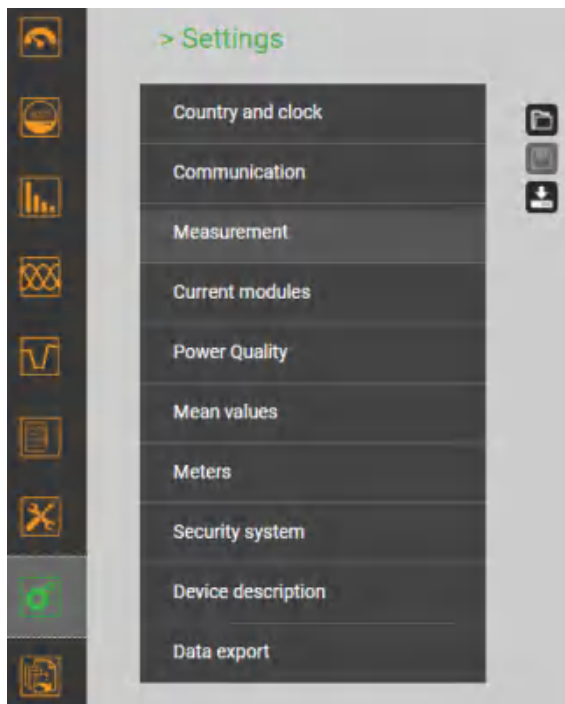 > Settings
Country and clock
Communication
Measurement
Current modules
Power Quality
Mean values
Meters
Security system
Device description
Data export